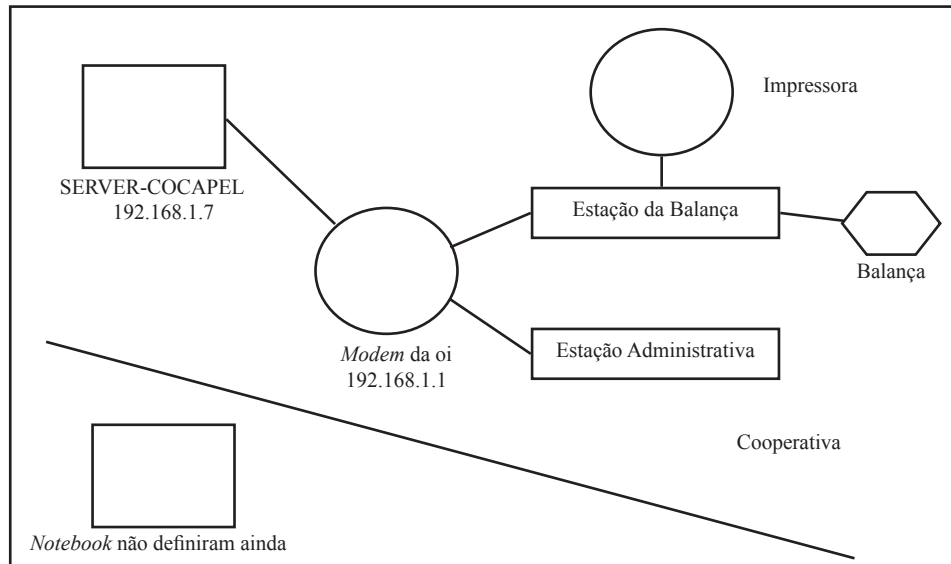 Impressora
SERVER-COCAPEL
192.168.1.7
Estação da Balança
Balança
Modem da oi
192.168.1.1
Estação Administrativa
Cooperativa
Notebook não definiram ainda